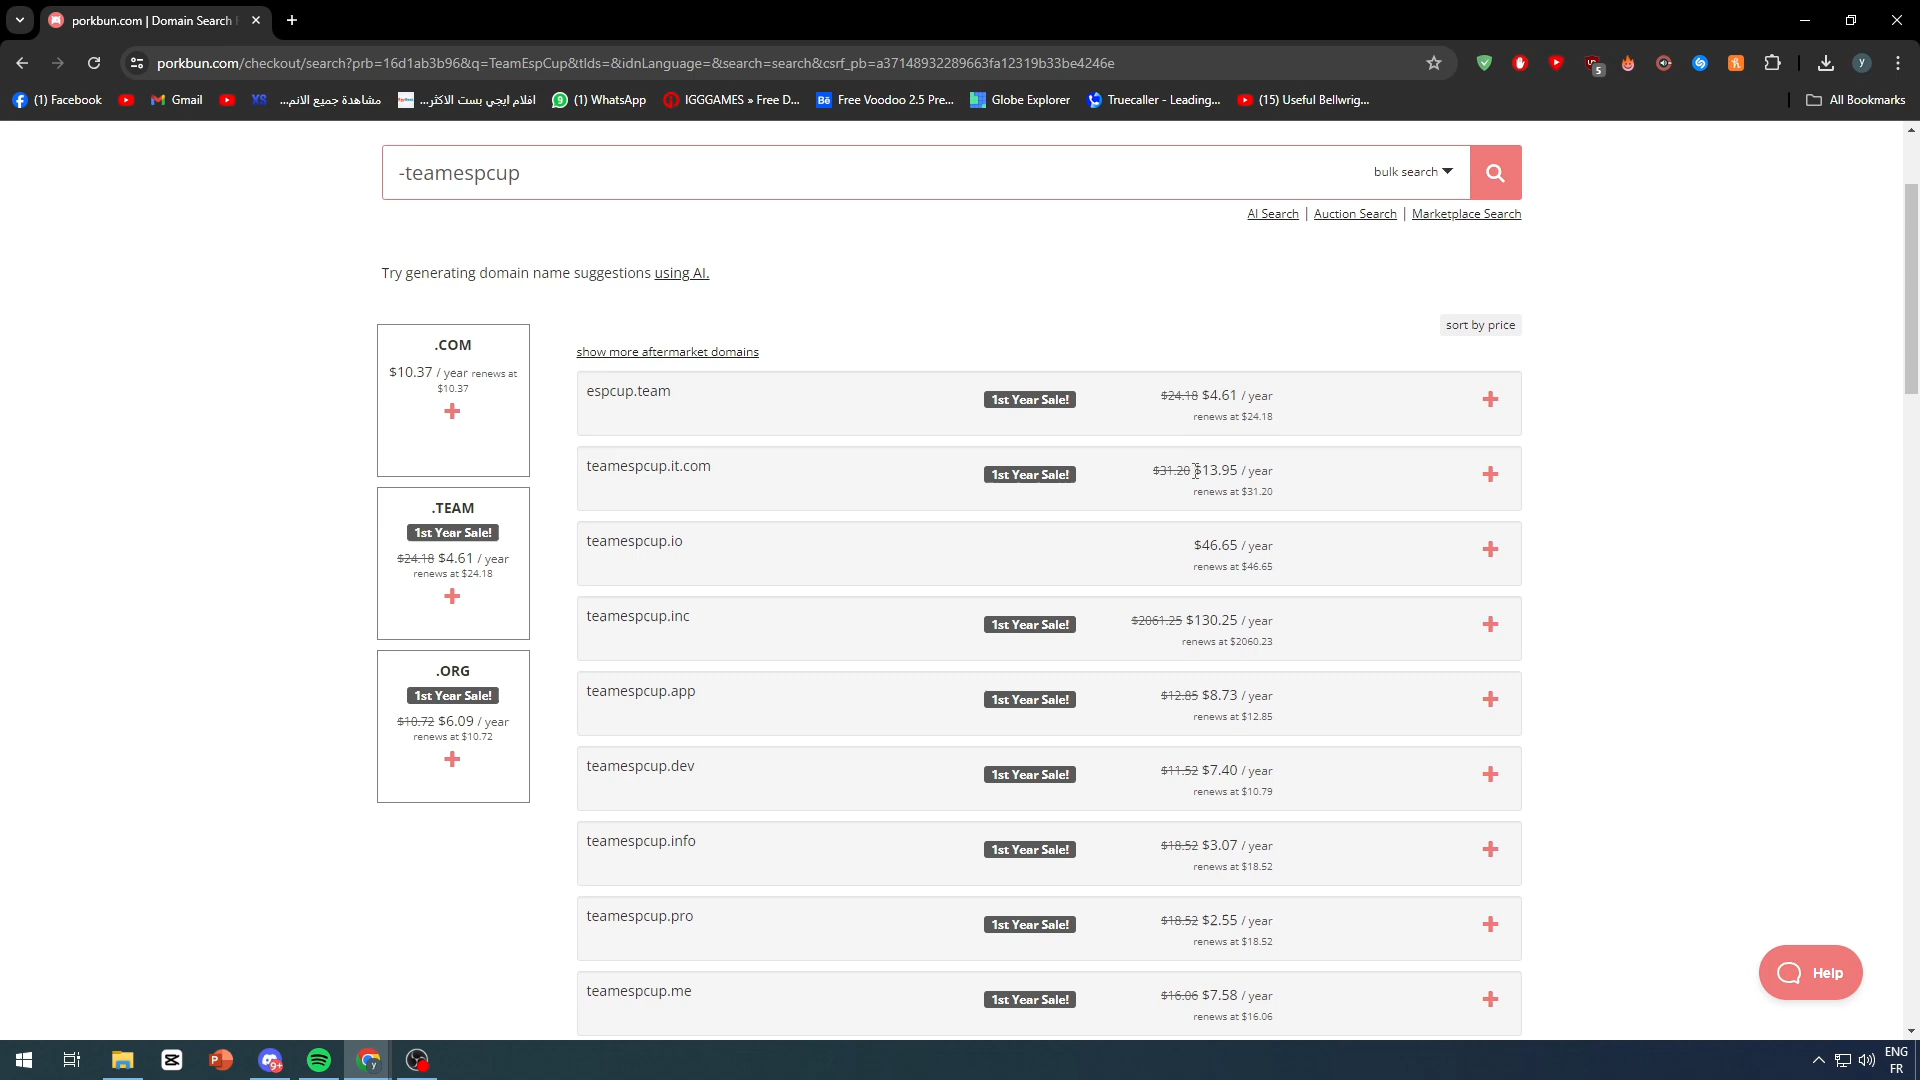 porkbun.com | Domain Search
porkbun.com/checkout/search?prb=16d1ab3b96&q=TeamEspCup&tlds=&idnLanguage=&search=search&csrf_pb=a37148932289663fa12319b33be4246e
5
y
(1) Facebook
Gmail
XS
مشاهدة جميع الانم...
افلام ايجي بست الاكثر...
(1) WhatsApp
IGGGAMES » Free D...
Bē
Free Voodoo 2.5 Pre...
Globe Explorer
Truecaller - Leading...
(15) Useful Bellwrig...
All Bookmarks
-teamespcup
bulk search
AI Search | Auction Search | Marketplace Search
Try generating domain name suggestions using AI.
sort by price
show more aftermarket domains
.COM
$10.37 / year renews at
$10.37
.TEAM
1st Year Sale!
$24.18 $4.61 / year
renews at $24.18
.ORG
1st Year Sale!
$10.72 $6.09 / year
renews at $10.72
espcup.team
1st Year Sale!
$24.18 $4.61 / year
renews at $24.18
teamespcup.it.com
1st Year Sale!
$31.20 $13.95 / year
renews at $31.20
teamespcup.io
$46.65 / year
renews at $46.65
teamespcup.inc
1st Year Sale!
$2061.25 $130.25 / year
renews at $2060.23
teamespcup.app
1st Year Sale!
$12.85 $8.73 / year
renews at $12.85
teamespcup.dev
1st Year Sale!
$11.52 $7.40 / year
renews at $10.79
teamespcup.info
1st Year Sale!
$18.52 $3.07 / year
renews at $18.52
teamespcup.pro
1st Year Sale!
$18.52 $2.55 / year
renews at $18.52
teamespcup.me
1st Year Sale!
$16.06 $7.58 / year
renews at $16.06
Help
P
9+
y
ENG
FR